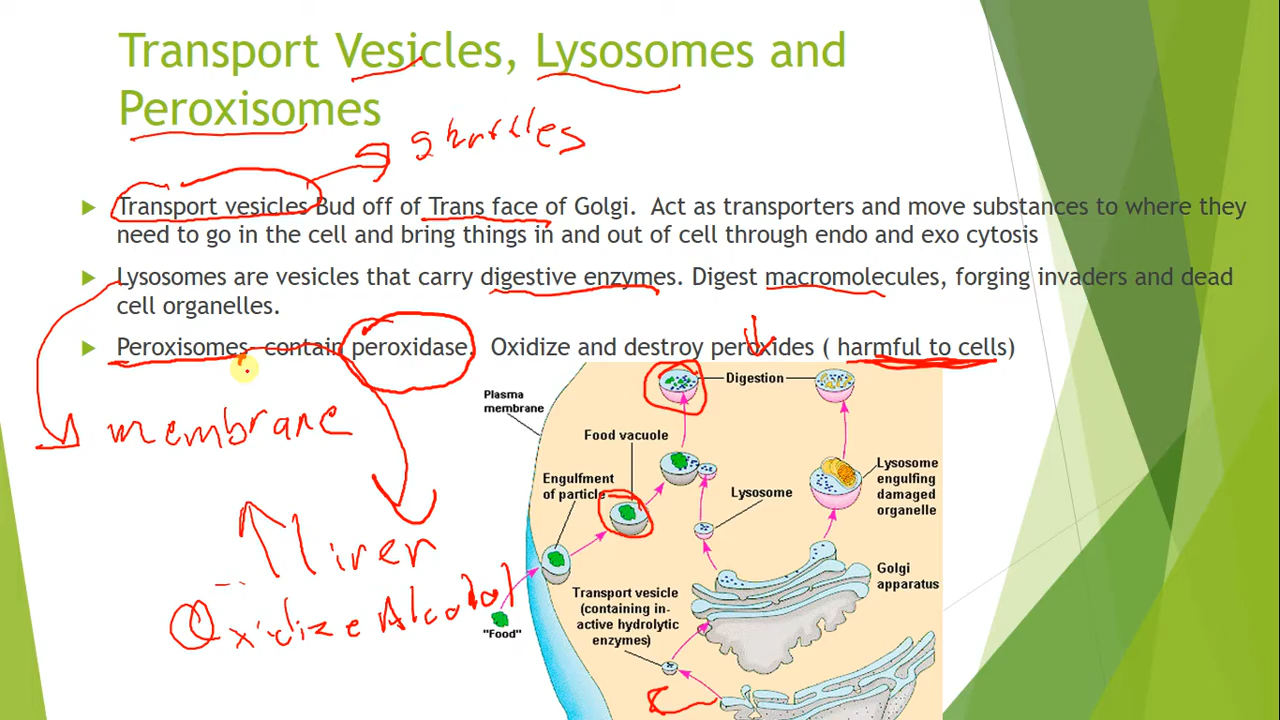 Transport Vesicles, Lysosomes and
Peroxisomes
shuttles
Transport vesicles Bud off of Trans face of Golgi. Act as transporters and move substances to where they
need to go in the cell and bring things in and out of cell through endo and exo cytosis
Lysosomes are vesicles that carry digestive enzymes. Digest macromolecules, forging invaders and dead
cell organelles.
Peroxisomes- contain peroxidase. Oxidize and destroy peroxides ( harmful to cells)
membrane
liver
Oxidize Alcohol
Digestion
Plasma
membrane
Food vacuole
Engulfment
of particle
Lysosome
Lysosome
engulfing
damaged
organelle
Golgi
apparatus
Transport vesicle
(containing in-
active hydrolytic
enzymes)
"Food"